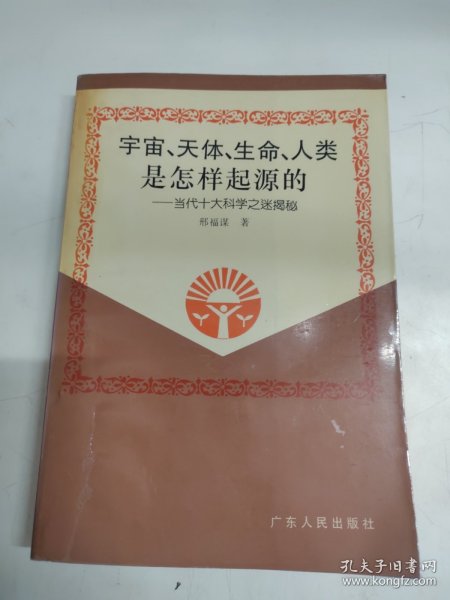 宇宙、天体、生命、人类
是怎样起源的
——当代十大科学之迷揭秘
邢福谋 著
广东人民出版社
孔夫子旧书网
www.kongfz.com